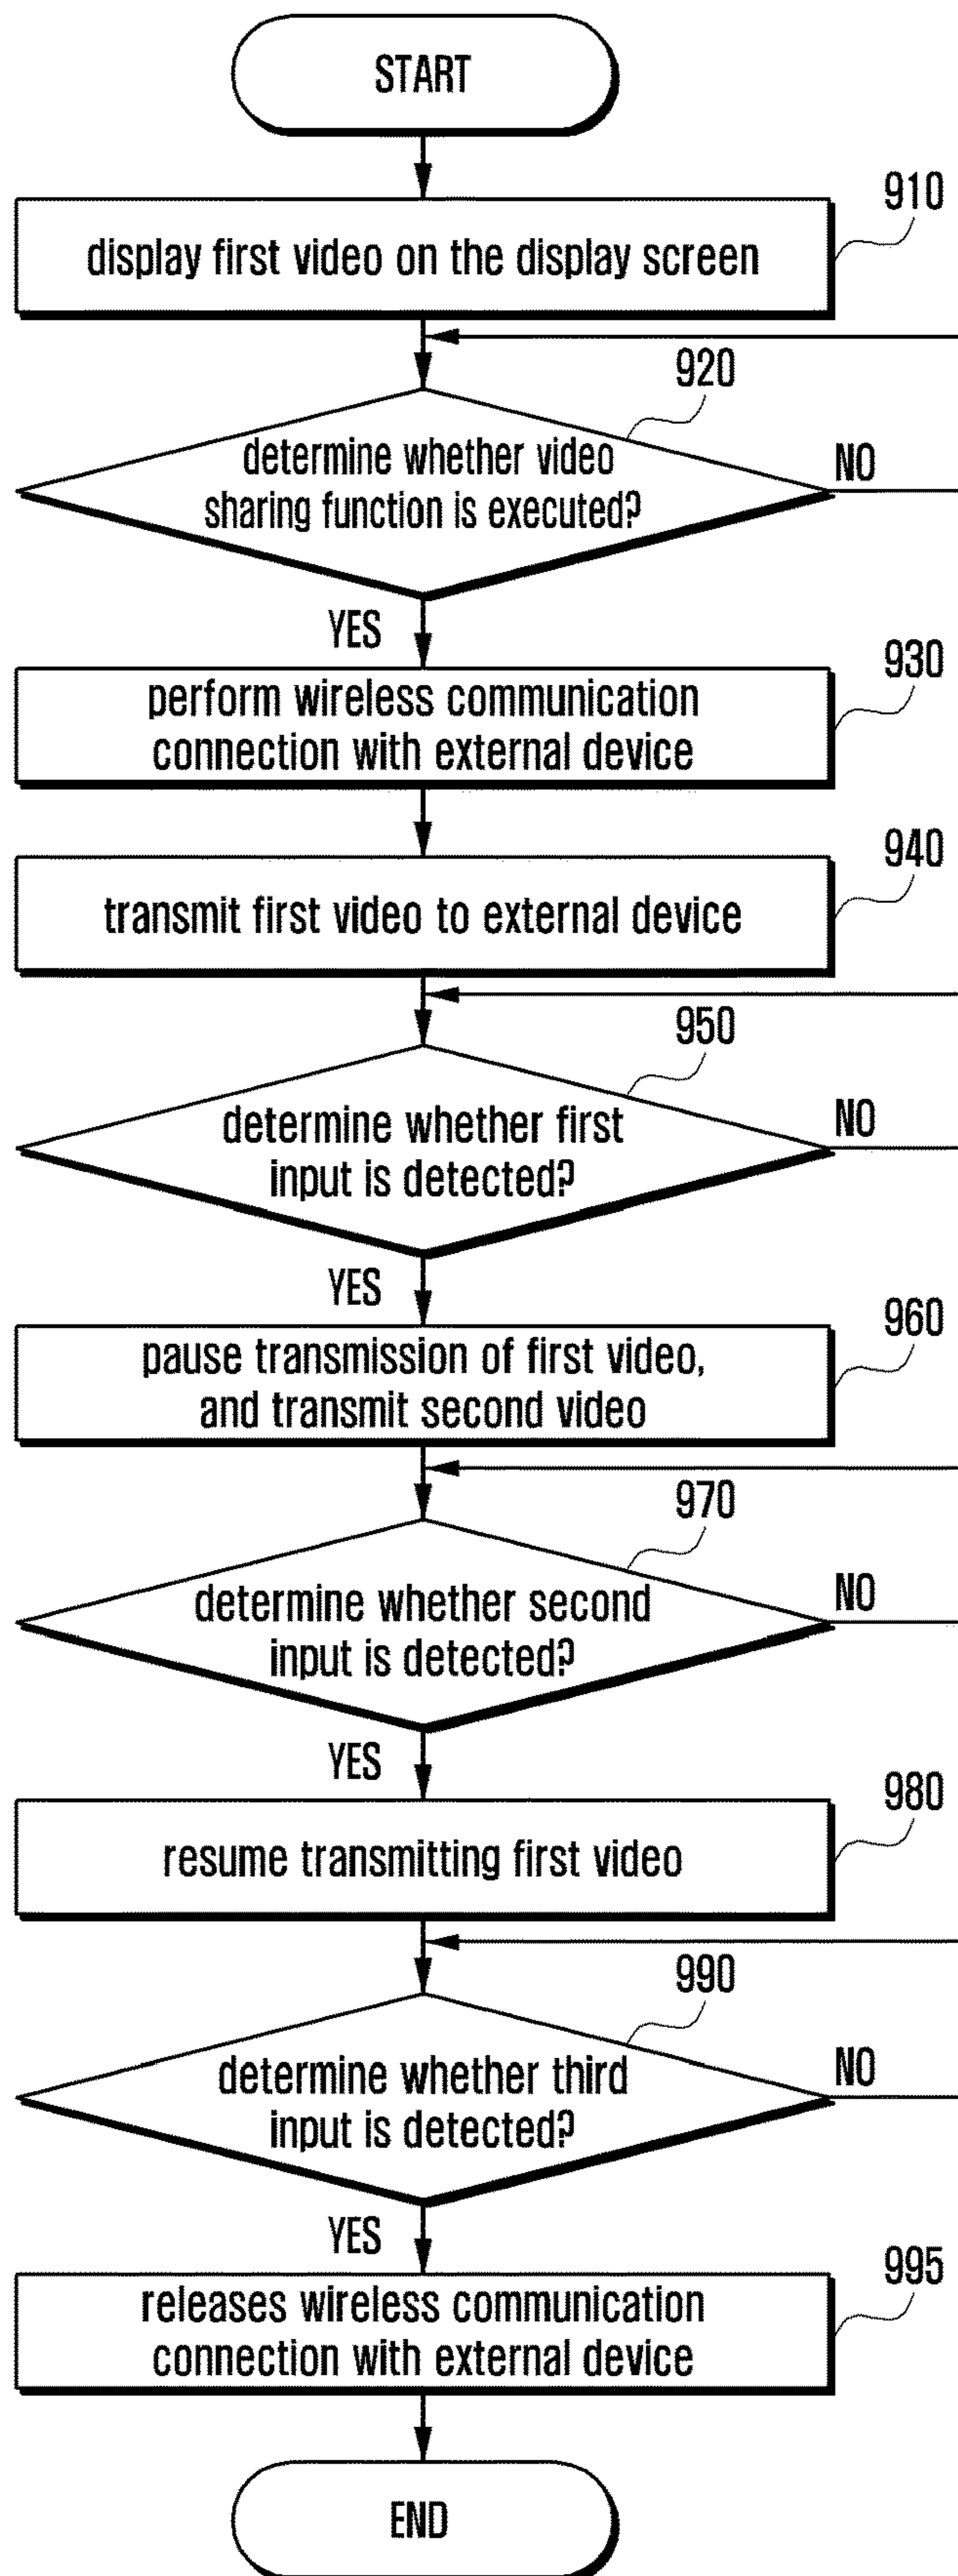 START
910
display first video on the display screen
920
determine whether video
sharing function is executed?
NO
YES
930
perform wireless communication
connection with external device
940
transmit first video to external device
950
determine whether first
input is detected?
NO
YES
960
pause transmission of first video,
and transmit second video
970
determine whether second
input is detected?
NO
YES
980
resume transmitting first video
990
determine whether third
input is detected?
NO
YES
995
releases wireless communication
connection with external device
END